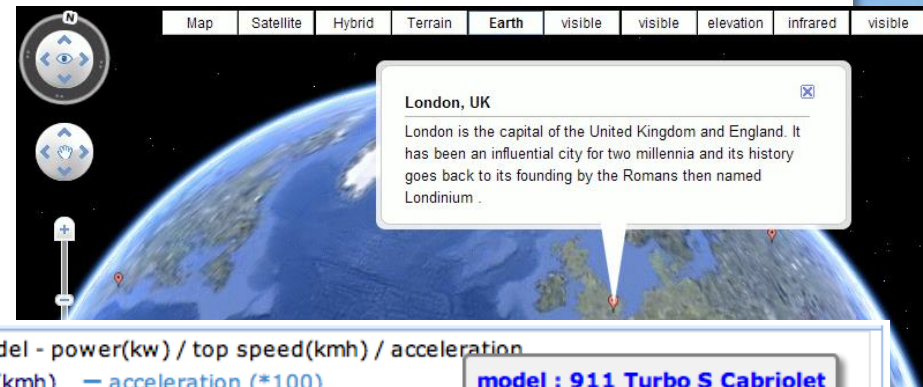 N
Map Satellite Hybrid Terrain Earth visible visible elevation infrared visible
London, UK
London is the capital of the United Kingdom and England. It
has been an influential city for two millennia and its history
goes back to its founding by the Romans then named
Londinium .
- power(kw) / top speed(kmh) / acceleration
— acceleration (*100)
model : 911 Turbo S Cabriolet